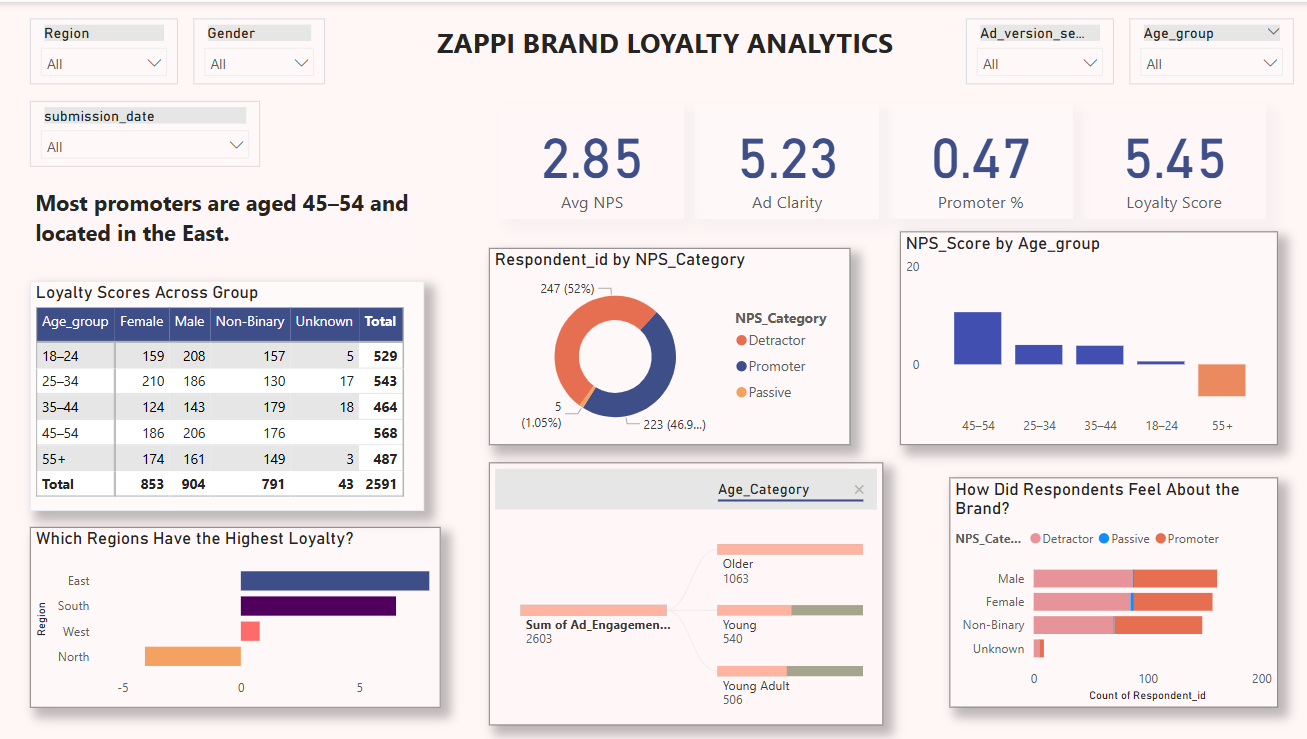 ZAPPI BRAND LOYALTY ANALYTICS
Region
All
Gender
All
Ad_version_se...
All
Age_group
All
submission_date
All
Most promoters are aged 45–54 and
located in the East.
2.85
Avg NPS
5.23
Ad Clarity
0.47
Promoter %
5.45
Loyalty Score
Loyalty Scores Across Group
Age_group Female Male Non-Binary Unknown Total
18–24 159 208 157 5 529
25–34 210 186 130 17 543
35–44 124 143 179 18 464
45–54 186 206 176 568
55+ 174 161 149 3 487
Total 853 904 791 43 2591
Respondent_id by NPS_Category
247 (52%)
5
(1.05%)
223 (46.9...)
NPS_Category
Detractor
Promoter
Passive
NPS_Score by Age_group
20
0
45–54 25–34 35–44 18–24 55+
Which Regions Have the Highest Loyalty?
Region
East
South
West
North
-5 0 5
Age_Category
Sum of Ad_Engagemen...
2603
Older
1063
Young
540
Young Adult
506
How Did Respondents Feel About the
Brand?
NPS_Cate... Detractor Passive Promoter
Male
Female
Non-Binary
Unknown
0 100 200
Count of Respondent_id